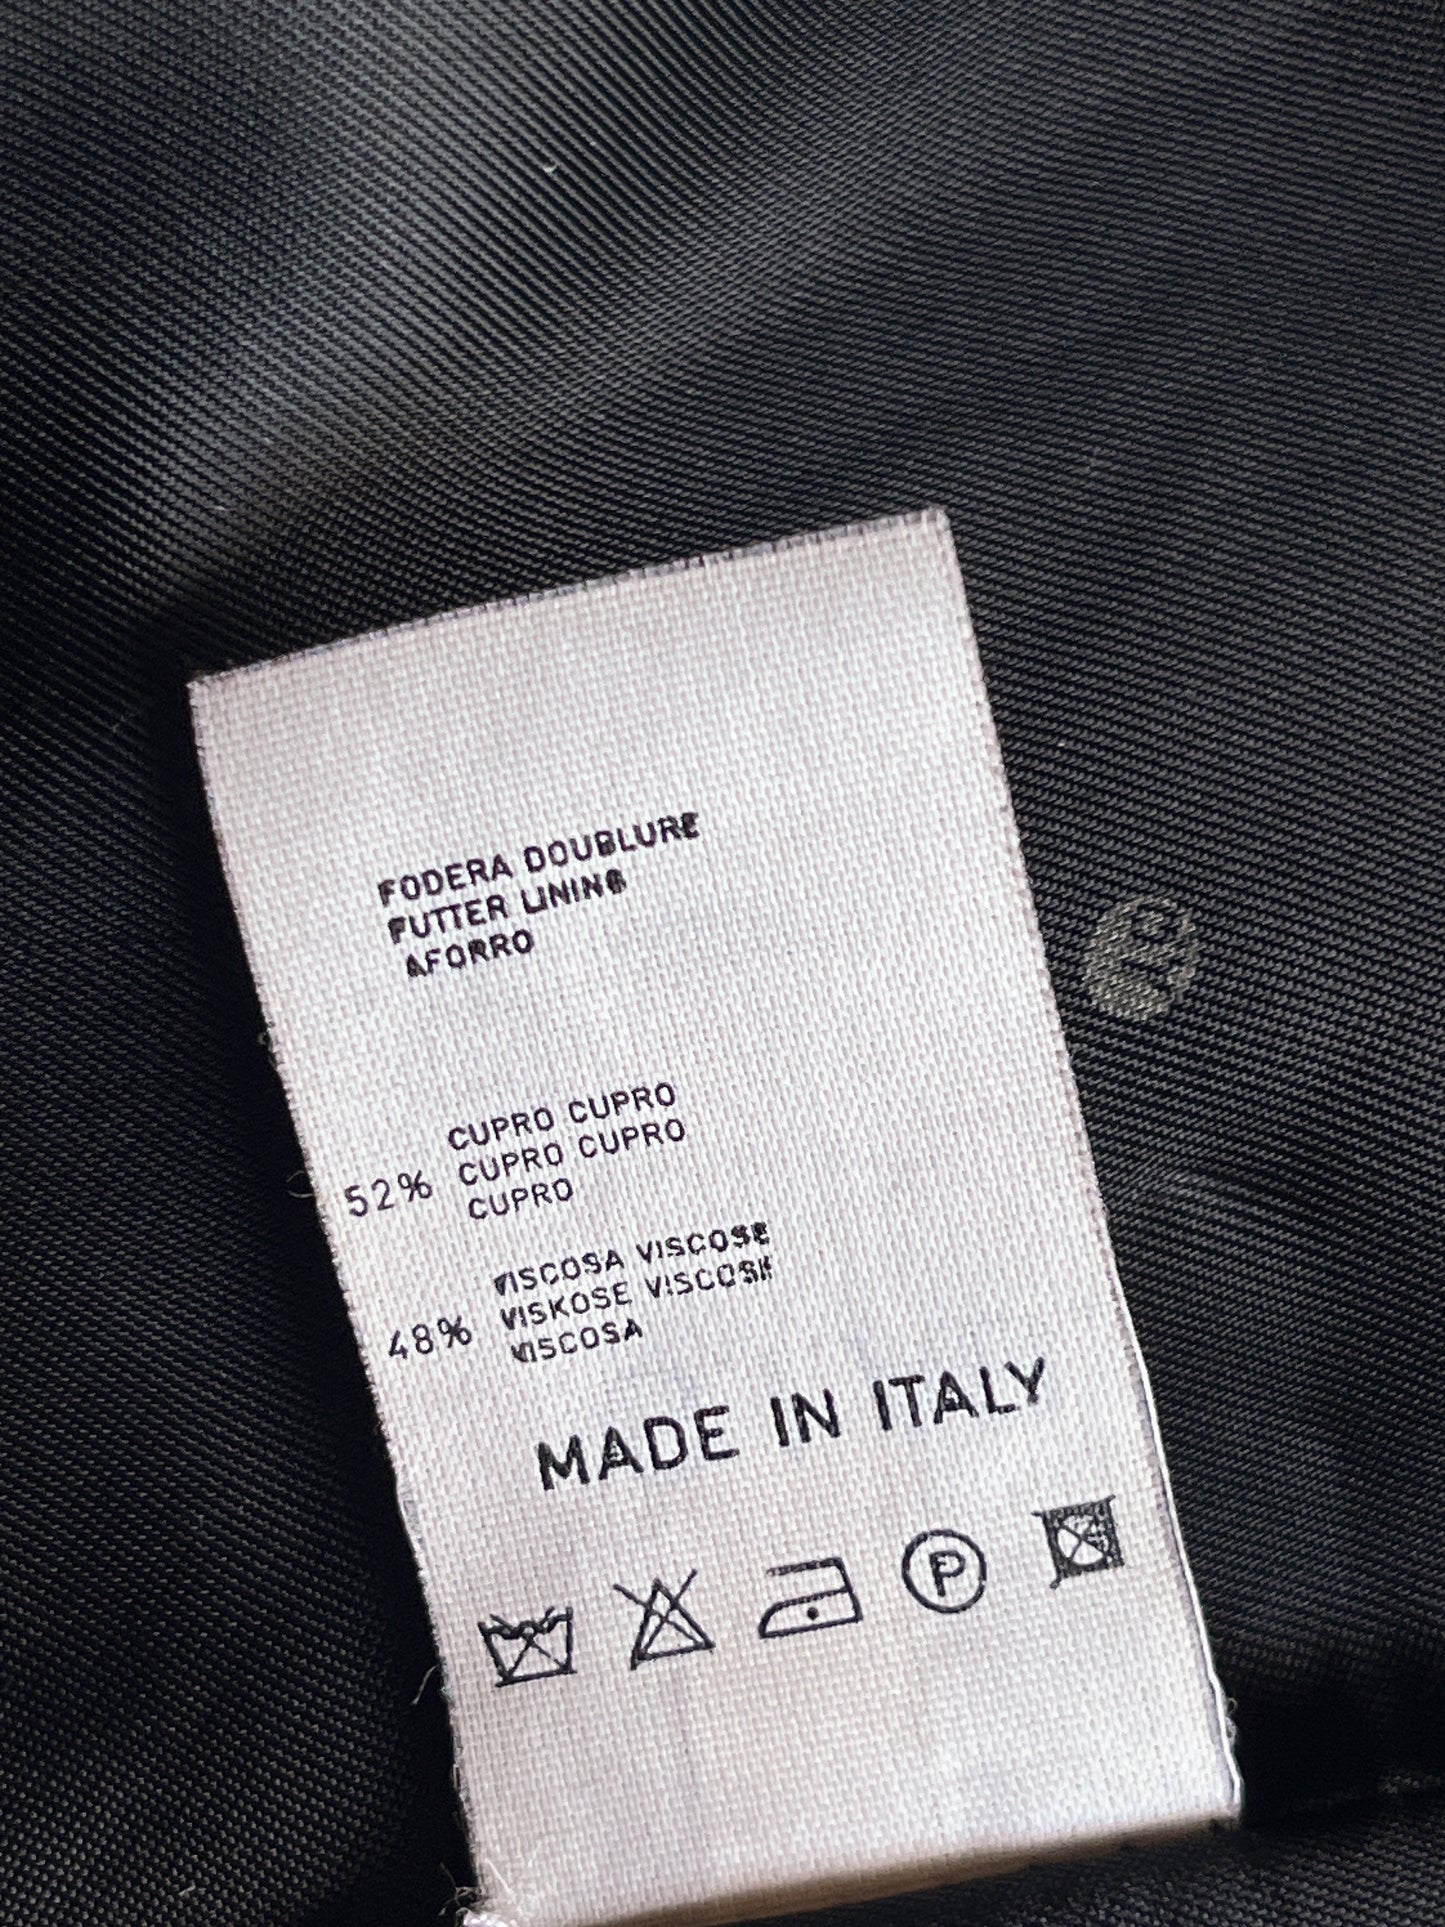 FODERA DOUBLURE
FUTTER LINING
AFORRO
CUPRO CUPRO
52% CUPRO CUPRO
CUPRO
VISCOSA VISCOSE
48% VISKOSE VISCOSE
VISCOSA
MADE IN ITALY
P